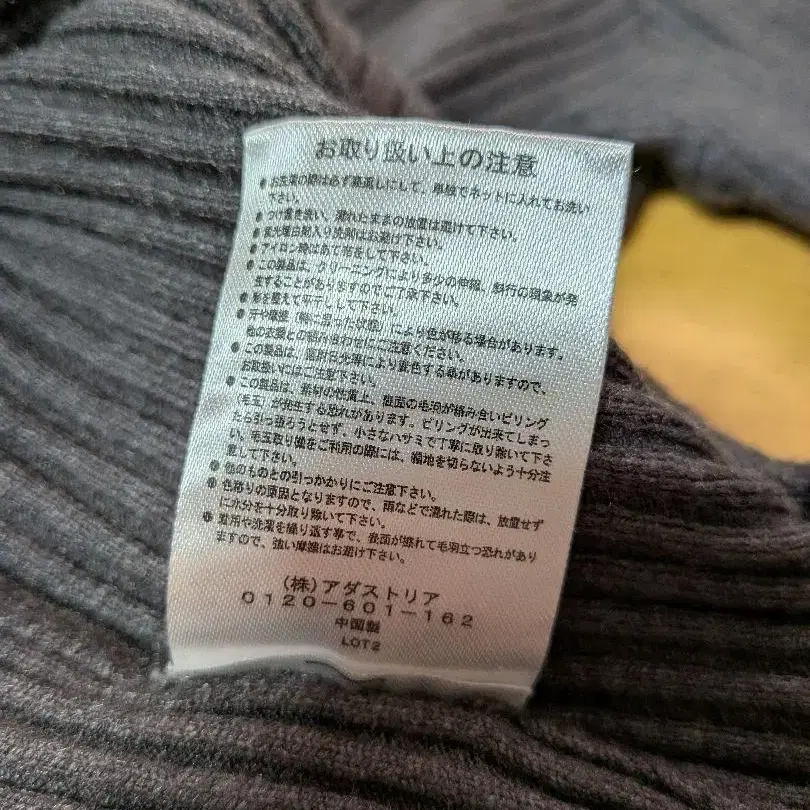 お取り扱い上の注意
● お洗濯の際は必ず裏返しにして、単独でネットに入れてお洗い
下さい。
● つけ置き洗い、濡れたままの放置は避けて下さい。
● 蛍光増白剤入り洗剤はお避け下さい。
● アイロン時はあて布をして下さい。
● この製品は、クリーニングにより多少の伸縮、斜行の現象が発
生することがありますのでご了承下さい。
● 形を整えて平干しして下さい。
● 汗や摩擦（特に湿った状態）により色が移る場合があります。
他の衣類との組み合わせにご注意ください。
● この製品は、直射日光等により変色する事がありますので、
お取扱いにはご注意下さい。
● この製品は、素材の性質上、表面の毛羽が絡み合いピリング
（毛玉）が発生する恐れがあります。ピリングが出来てしまっ
たら引っ張ろうとせず、小さなハサミで丁寧に取り除いて下さ
い。毛玉取り機をご利用の際には、編地を切らないよう十分注
意して下さい。
● 他のものとの引っかかりにご注意下さい。
● 色移りの原因となりますので、雨などで濡れた際は、放置せず
に水分を十分取り除いて下さい。
● 着用や洗濯を繰り返す事で、表面が擦れて毛羽立つ恐れがあり
ますので、強い摩擦はお避け下さい。
（株）アダストリア
0120-601-162
中国製
LOT2